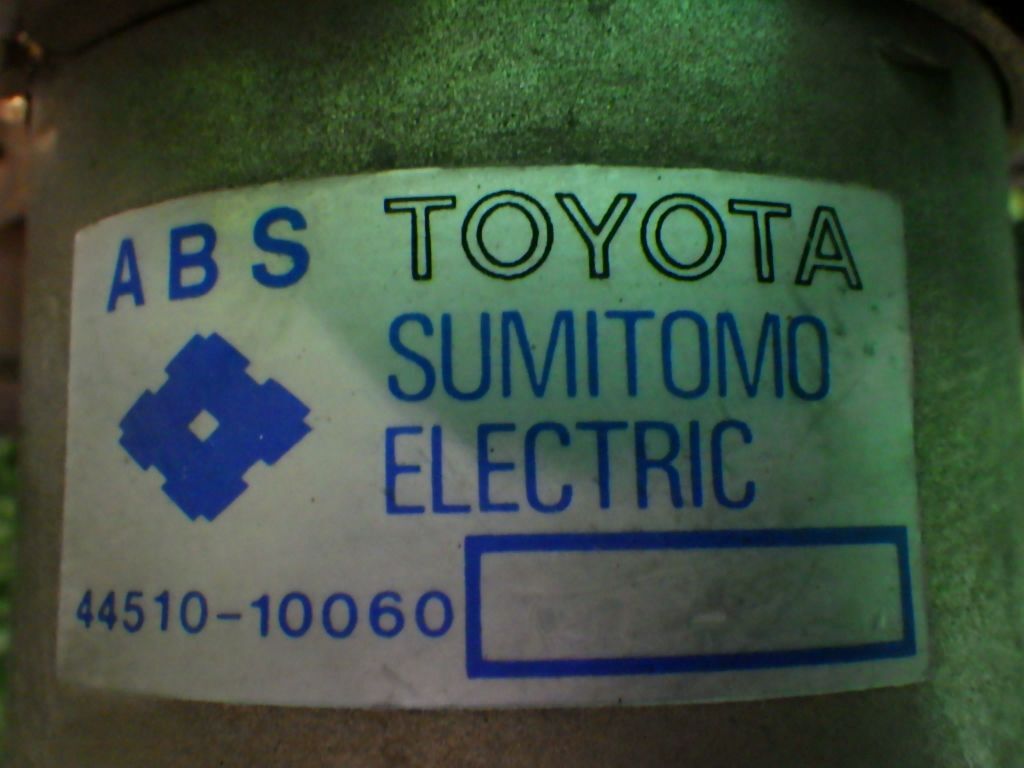 ABS TOYOTA
SUMITOMO
ELECTRIC
44510-10060